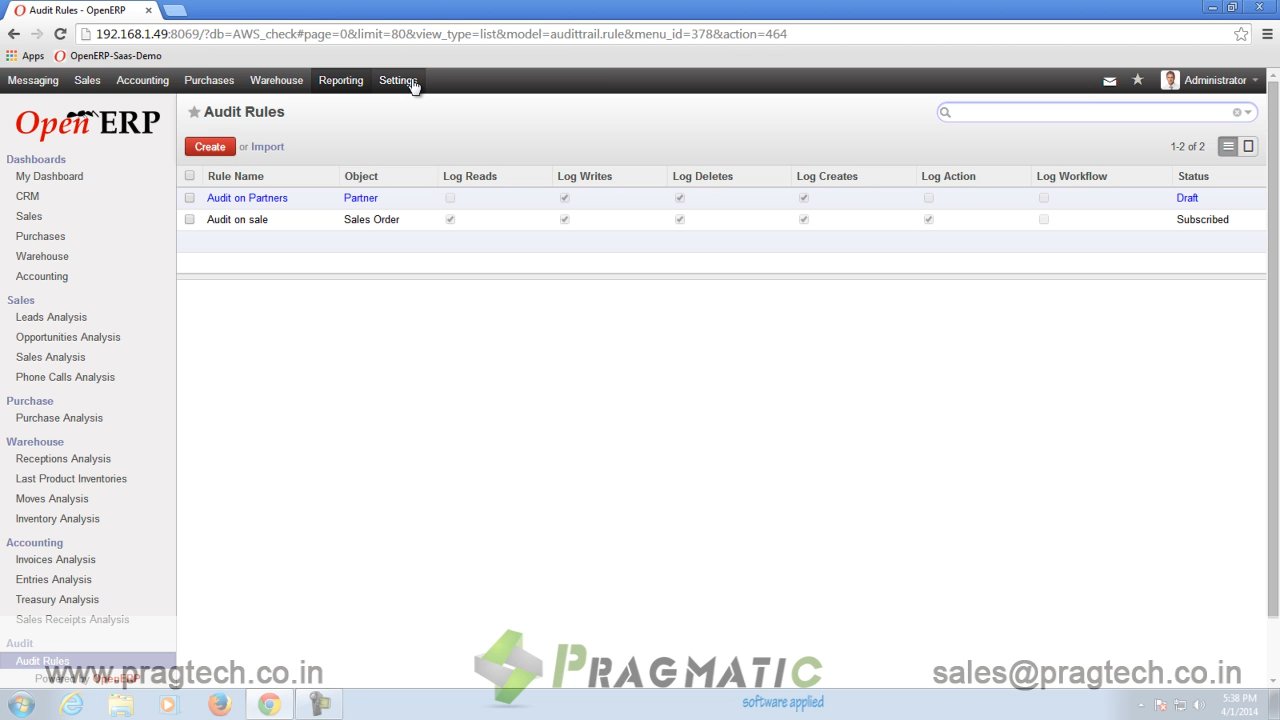 Audit Rules - OpenERP
192.168.1.49:8069/?db=AWS_check#page=0&limit=80&view_type=list&model=audittrail.rule&menu_id=378&action=464
Apps OpenERP-Saas-Demo
Messaging Sales Accounting Purchases Warehouse Reporting Settings Administrator
Open ERP
Audit Rules
Create or Import
1-2 of 2
Rule Name Object Log Reads Log Writes Log Deletes Log Creates Log Action Log Workflow Status
Audit on Partners Partner Draft
Audit on sale Sales Order Subscribed
Dashboards
My Dashboard
CRM
Sales
Purchases
Warehouse
Accounting
Sales
Leads Analysis
Opportunities Analysis
Sales Analysis
Phone Calls Analysis
Purchase
Purchase Analysis
Warehouse
Receptions Analysis
Last Product Inventories
Moves Analysis
Inventory Analysis
Accounting
Invoices Analysis
Entries Analysis
Treasury Analysis
Sales Receipts Analysis
Audit
Audit Rules
Powered by OpenERP
www.pragtech.co.in
PRAGMATIC
software applied
sales@pragtech.co.in
5:38 PM
4/1/2014